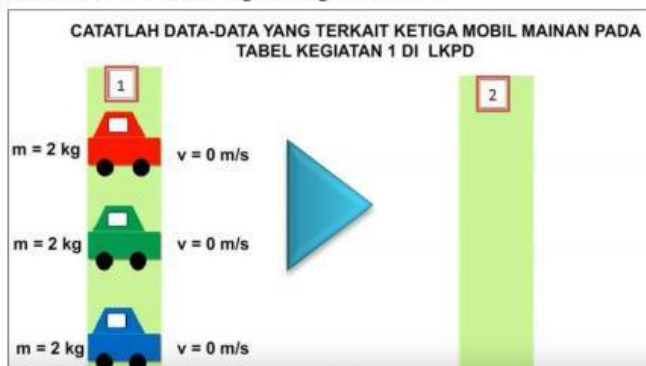 CATATLAH DATA-DATA YANG TERKAIT KETIGA MOBIL MAINAN PADA
TABEL KEGIATAN 1 DI LKPD
1
2
m = 2 kg
v = 0 m/s
m = 2 kg
v = 0 m/s
m = 2 kg
v = 0 m/s